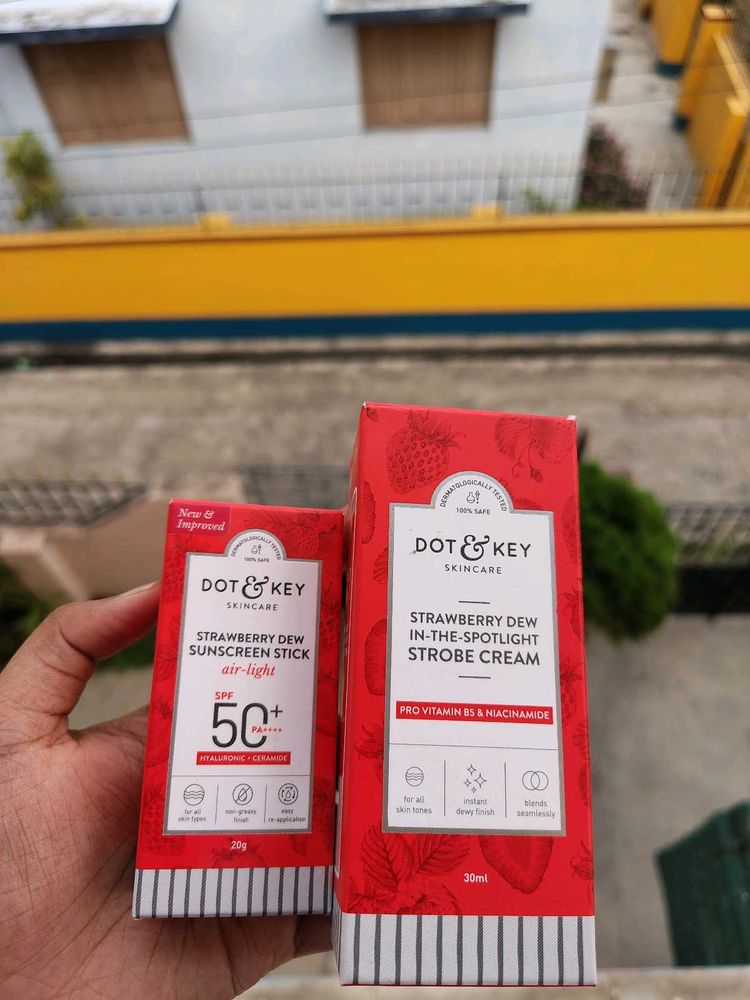 New &
Improved
DERMATOLOGICALLY TESTED
100% SAFE
DOT & KEY
SKINCARE
STRAWBERRY DEW
SUNSCREEN STICK
air-light
SPF
50+
PA++++
HYALURONIC + CERAMIDE
for all
skin types
non-greasy
finish
easy
re-application
20g
DERMATOLOGICALLY TESTED
100% SAFE
DOT & KEY
SKINCARE
STRAWBERRY DEW
IN-THE-SPOTLIGHT
STROBE CREAM
PRO VITAMIN B5 & NIACINAMIDE
for all
skin tones
instant
dewy finish
blends
seamlessly
30ml